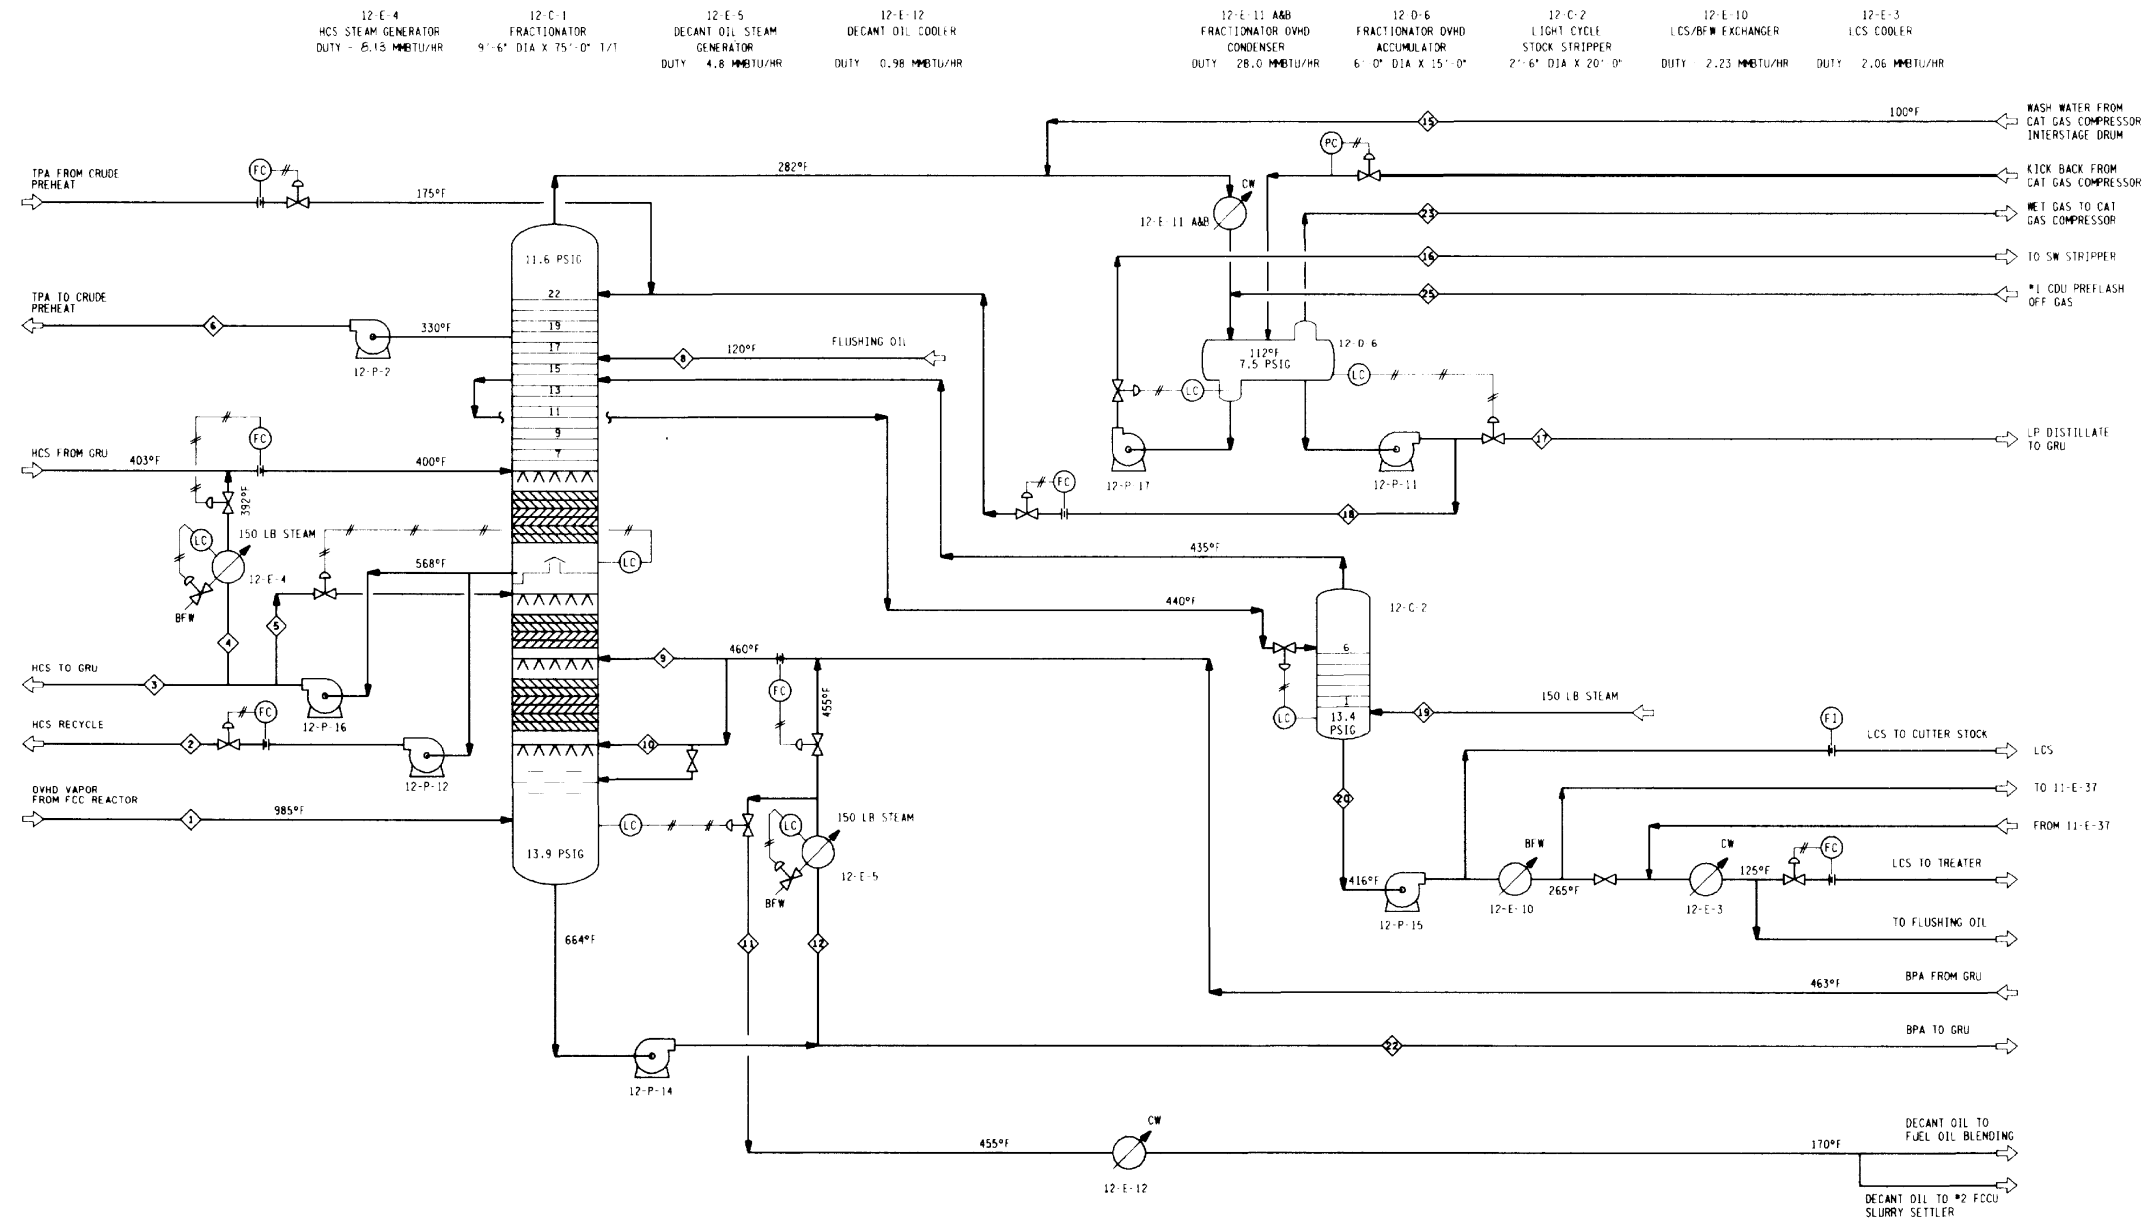 12-E-4
HCS STEAM GENERATOR
DUTY - 8.13 MMBTU/HR
12-C-1
FRACTIONATOR
9'-6" DIA X 75'-0" T/T
12-E-5
DECANT OIL STEAM
GENERATOR
DUTY 4.8 MMBTU/HR
12-E-12
DECANT OIL COOLER
DUTY 0.98 MMBTU/HR
12-E-11 A&B
FRACTIONATOR OVHD
CONDENSER
DUTY 28.0 MMBTU/HR
12-D-6
FRACTIONATOR OVHD
ACCUMULATOR
6'-0" DIA X 15'-0"
12-C-2
LIGHT CYCLE
STOCK STRIPPER
2'-6" DIA X 20'-0"
12-E-10
LCS/BFW EXCHANGER
DUTY 2.23 MMBTU/HR
12-E-3
LCS COOLER
DUTY 2.06 MMBTU/HR
15
100°F
WASH WATER FROM
CAT GAS COMPRESSOR
INTERSTAGE DRUM
PC
TPA FROM CRUDE
PREHEAT
FC
175°F
282°F
CW
12-E-11 A&B
KICK BACK FROM
CAT GAS COMPRESSOR
23
WET GAS TO CAT
GAS COMPRESSOR
11.6 PSIG
16
TO SW STRIPPER
22
25
#1 CDU PREFLASH
OFF GAS
TPA TO CRUDE
PREHEAT
6
330°F
12-P-2
19
17
15
13
11
9
7
8
120°F
FLUSHING OIL
112°F
7.5 PSIG
12-D-6
LC
LC
HCS FROM GRU
403°F
FC
400°F
392°F
12-P-17
12-P-11
17
LP DISTILLATE
TO GRU
FC
18
LC
150 LB STEAM
12-E-4
BFW
568°F
LC
435°F
440°F
12-C-2
5
4
6
1
13.4
PSIG
LC
19
150 LB STEAM
HCS TO GRU
3
12-P-16
9
460°F
FC
455°F
HCS RECYCLE
2
FC
12-P-12
10
FI
LCS TO CUTTER STOCK
LCS
OVHD VAPOR
FROM FCC REACTOR
1
985°F
13.9 PSIG
LC
LC
150 LB STEAM
12-E-5
BFW
20
TO 11-E-37
FROM 11-E-37
416°F
12-P-15
BFW
265°F
12-E-10
CW
125°F
12-E-3
FC
LCS TO TREATER
TO FLUSHING OIL
664°F
11
12
463°F
BPA FROM GRU
12-P-14
22
BPA TO GRU
455°F
CW
12-E-12
170°F
DECANT OIL TO
FUEL OIL BLENDING
DECANT OIL TO #2 FCCU
SLURRY SETTLER